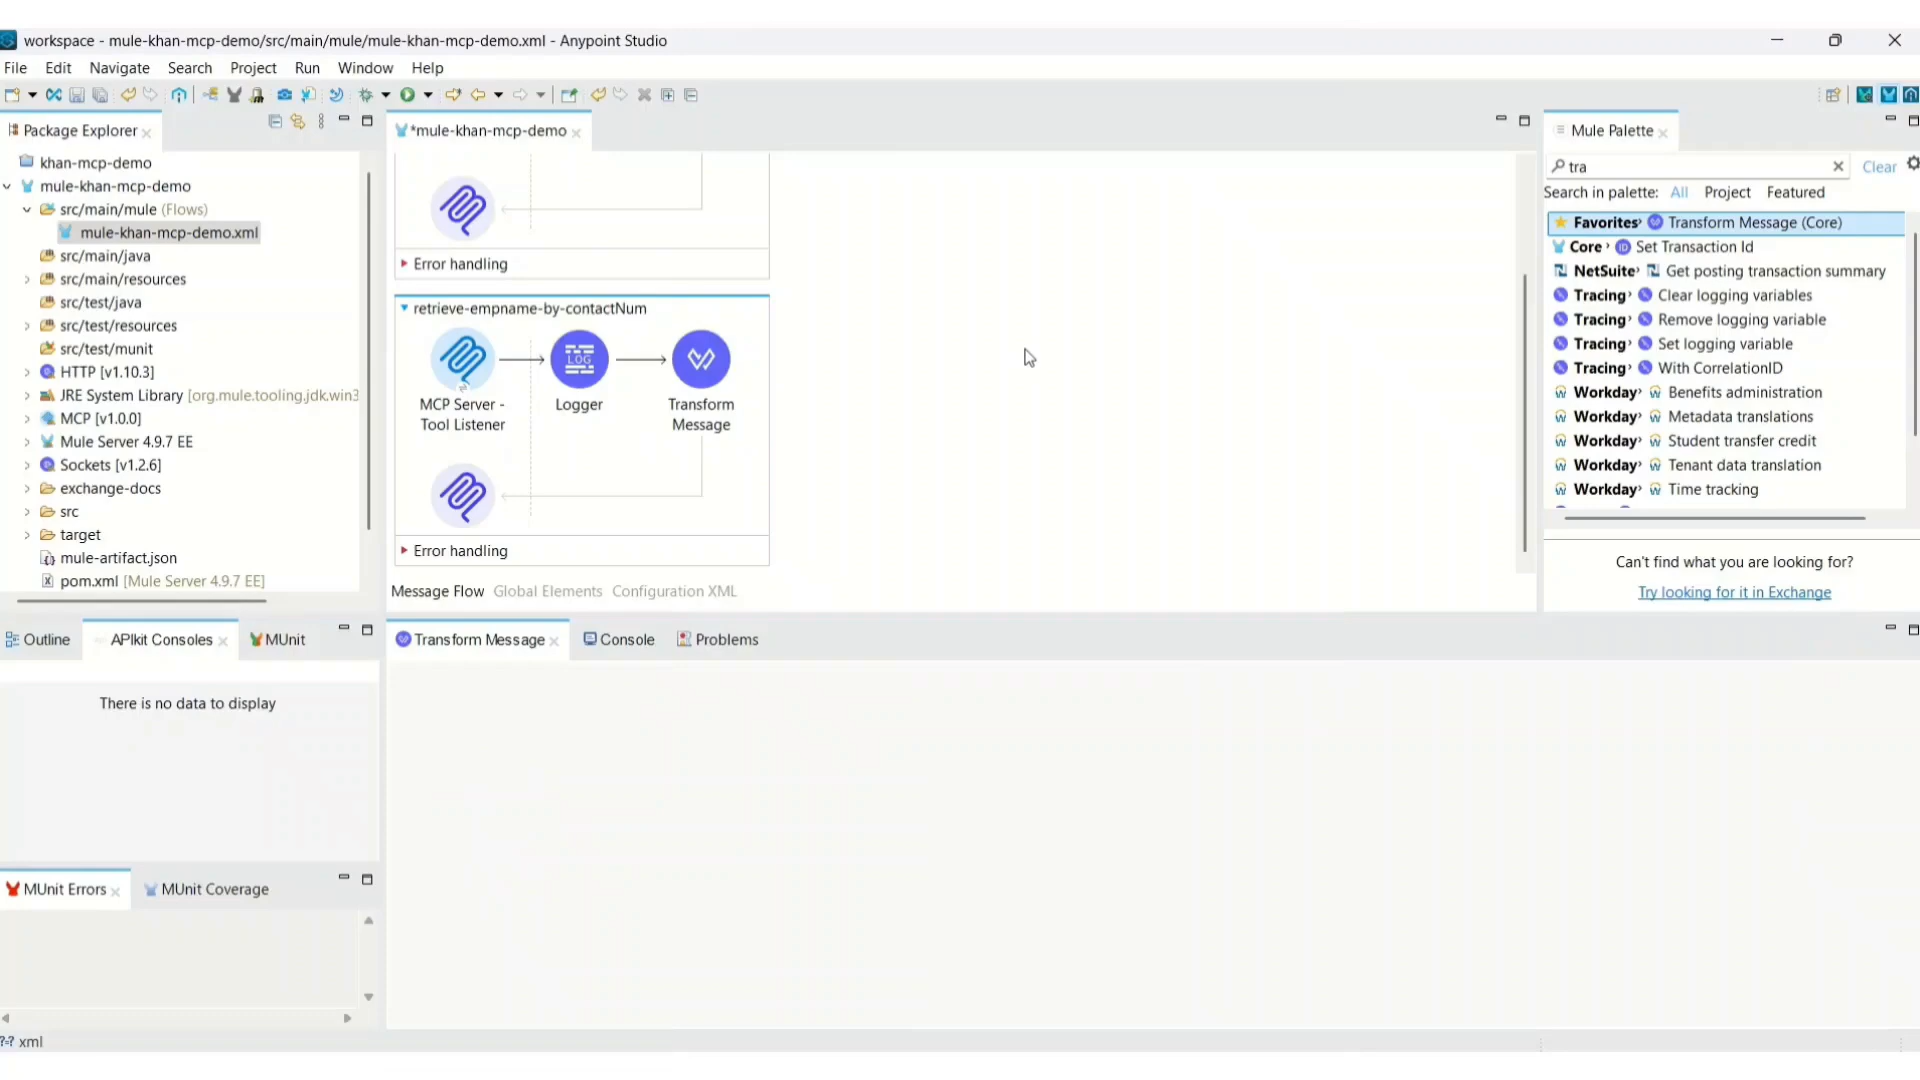 workspace - mule-khan-mcp-demo/src/main/mule/mule-khan-mcp-demo.xml - Anypoint Studio
File Edit Navigate Search Project Run Window Help
Package Explorer
khan-mcp-demo
mule-khan-mcp-demo
src/main/mule (Flows)
mule-khan-mcp-demo.xml
src/main/java
src/main/resources
src/test/java
src/test/resources
src/test/munit
HTTP [v1.10.3]
JRE System Library [org.mule.tooling.jdk.win3
MCP [v1.0.0]
Mule Server 4.9.7 EE
Sockets [v1.2.6]
exchange-docs
src
target
mule-artifact.json
pom.xml [Mule Server 4.9.7 EE]
*mule-khan-mcp-demo
Error handling
retrieve-empname-by-contactNum
LOG
MCP Server -
Tool Listener
Logger
Transform
Message
Error handling
Message Flow Global Elements Configuration XML
Mule Palette
tra
Clear
Search in palette: All Project Featured
Favorites Transform Message (Core)
Core Set Transaction Id
NetSuite Get posting transaction summary
Tracing Clear logging variables
Tracing Remove logging variable
Tracing Set logging variable
Tracing With CorrelationID
Workday Benefits administration
Workday Metadata translations
Workday Student transfer credit
Workday Tenant data translation
Workday Time tracking
Can't find what you are looking for?
Try looking for it in Exchange
Outline APIkit Consoles MUnit
There is no data to display
MUnit Errors MUnit Coverage
Transform Message Console Problems
xml